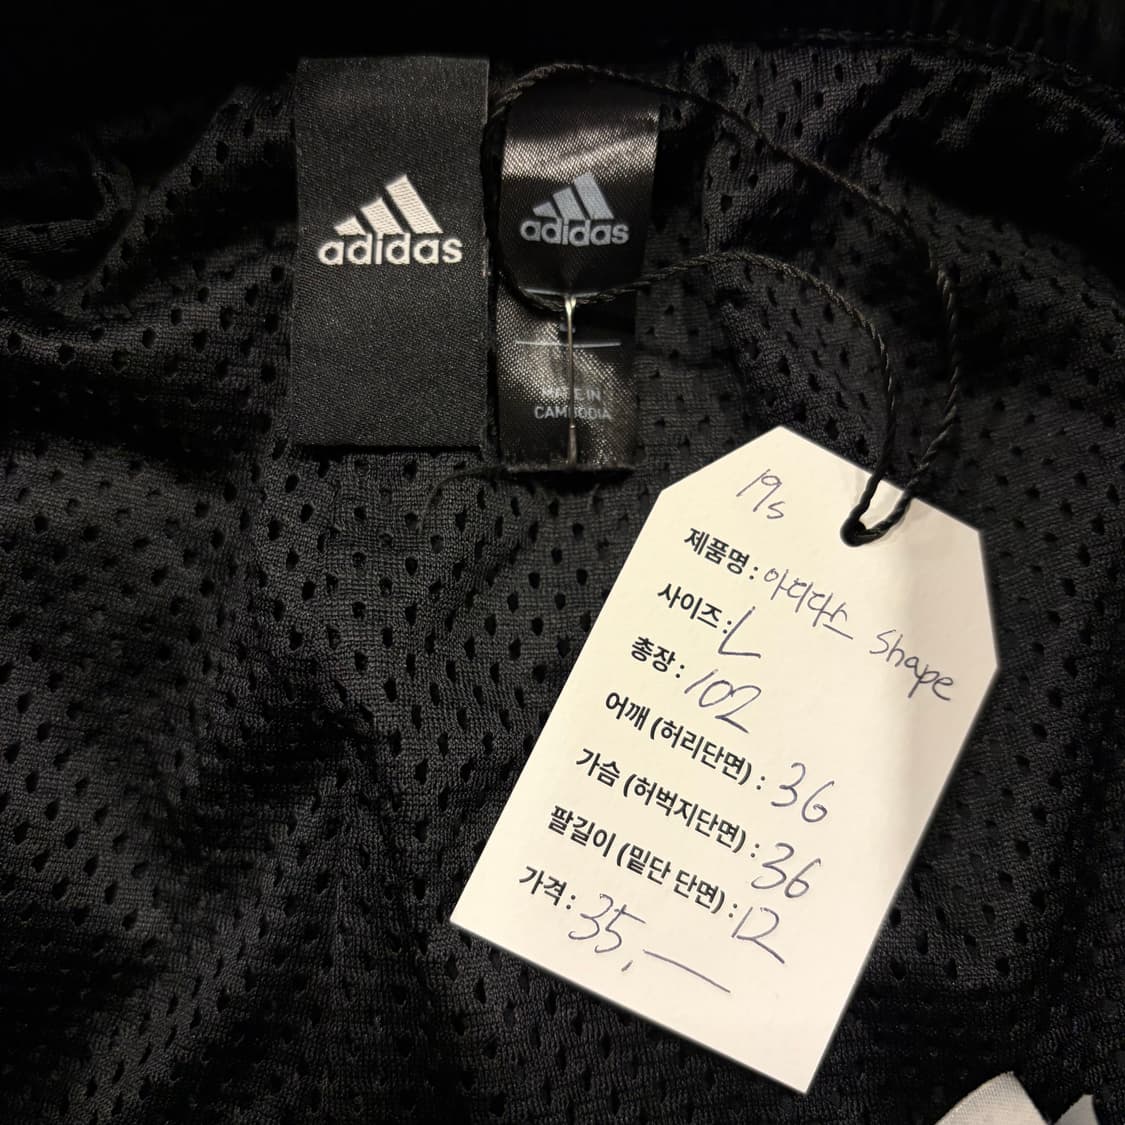 adidas
adidas
MADE IN
CAMBODIA
19s
제품명 : 아디다스 shape
사이즈 : L
총장 : 102
어깨 (허리단면) : 36
가슴 (허벅지단면) : 36
팔길이 (밑단 단면) : 12
가격 : 35,—